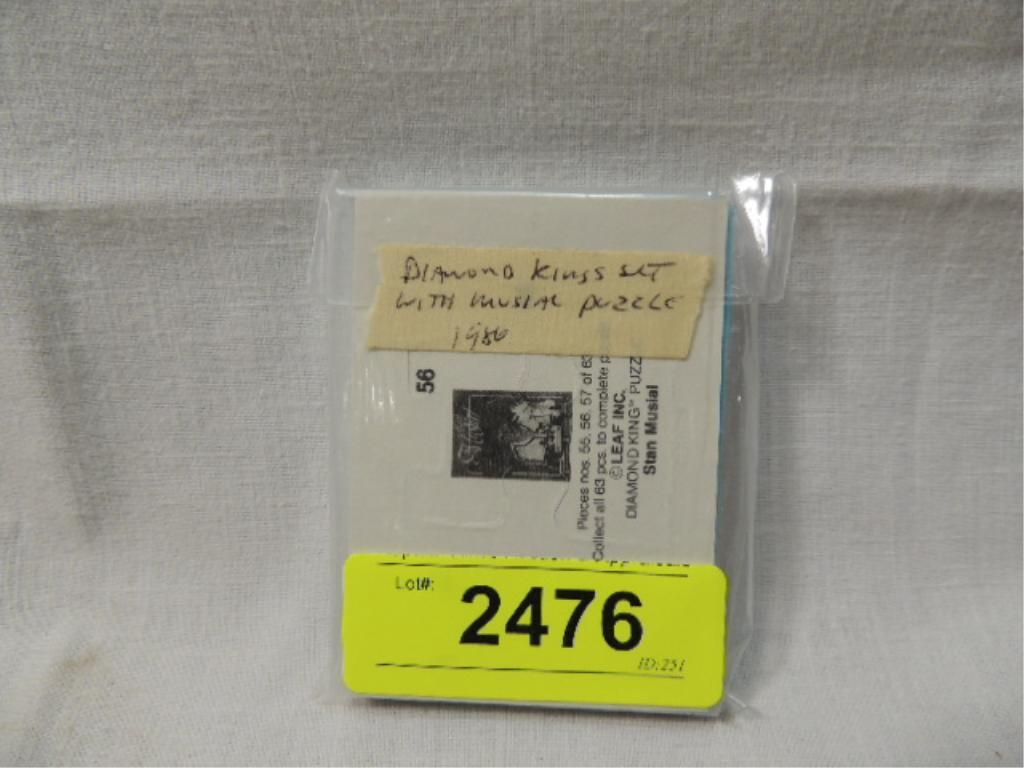 DIAMOND KINGS SET
WITH MUSIAL PUZZLE
1986
56
Pieces nos. 55, 56, 57 of 63
Collect all 63 pcs. to complete
© LEAF INC.
DIAMOND KING™ PUZZ
Stan Musial
Lot#:
2476
ID:251